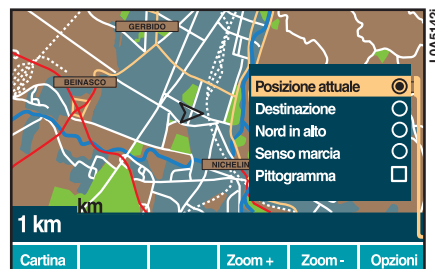 GERBIDO
BEINASCO
NICHELIN
Posizione attuale
Destinazione
Nord in alto
Senso marcia
Pittogramma
km
1 km
Cartina
Zoom +
Zoom -
Opzioni
L0A5142i